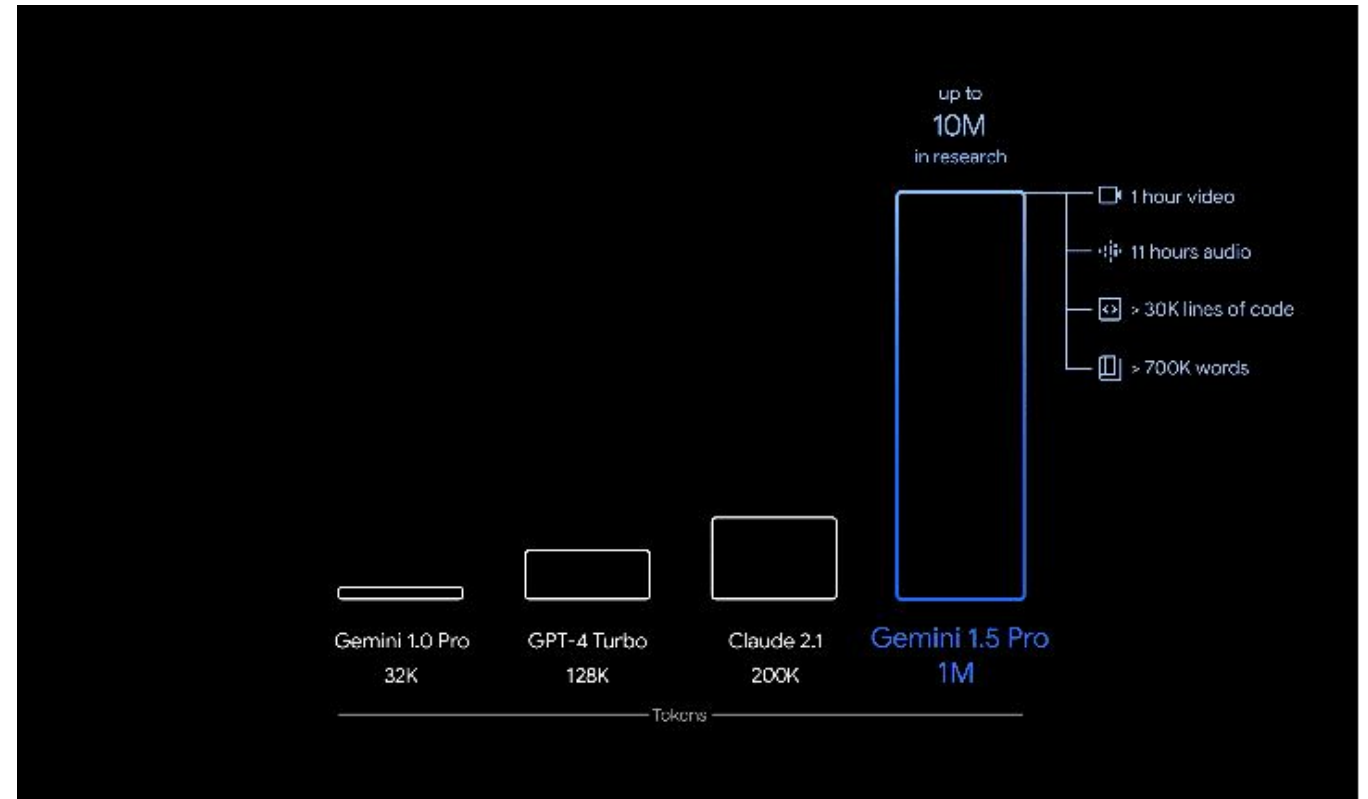 up to
10M
in research
1 hour video
11 hours audio
> 30K lines of code
> 700K words
Gemini 1.0 Pro
32K
GPT-4 Turbo
128K
Claude 2.1
200K
Gemini 1.5 Pro
1M
Tokens